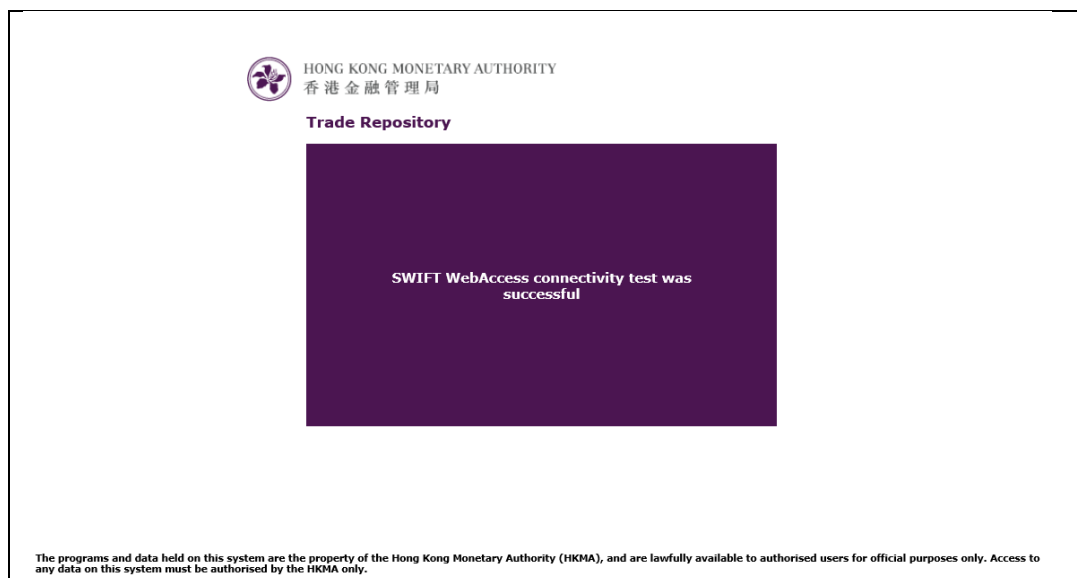 HONG KONG MONETARY AUTHORITY
香港金融管理局
Trade Repository
SWIFT WebAccess connectivity test was
successful
The programs and data held on this system are the property of the Hong Kong Monetary Authority (HKMA), and are lawfully available to authorised users for official purposes only. Access to
any data on this system must be authorised by the HKMA only.